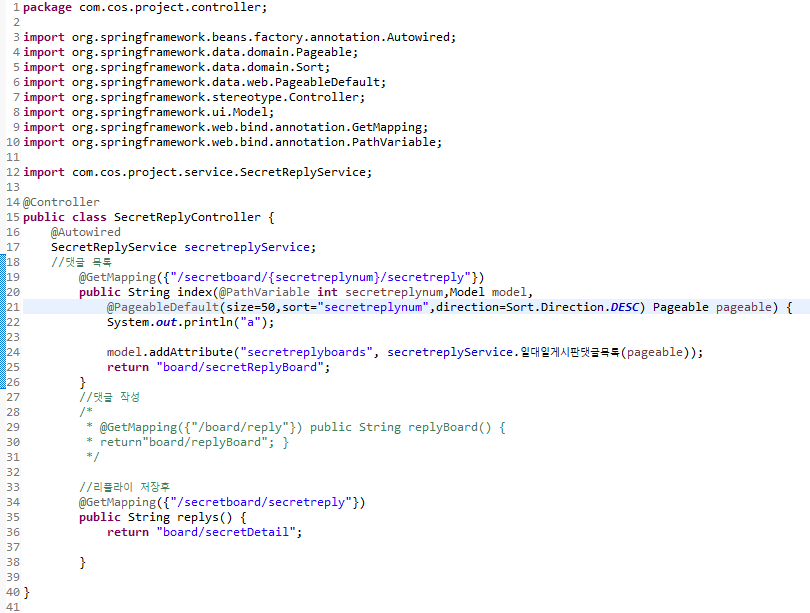 1 package com.cos.project.controller;
2
3 import org.springframework.beans.factory.annotation.Autowired;
4 import org.springframework.data.domain.Pageable;
5 import org.springframework.data.domain.Sort;
6 import org.springframework.data.web.PageableDefault;
7 import org.springframework.stereotype.Controller;
8 import org.springframework.ui.Model;
9 import org.springframework.web.bind.annotation.GetMapping;
10 import org.springframework.web.bind.annotation.PathVariable;
11
12 import com.cos.project.service.SecretReplyService;
13
14 @Controller
15 public class SecretReplyController {
16     @Autowired
17     SecretReplyService secretreplyService;
18     //댓글 목록
19         @GetMapping({"/secretboard/{secretreplynum}/secretreply"})
20         public String index(@PathVariable int secretreplynum,Model model,
21             @PageableDefault(size=50,sort="secretreplynum",direction=Sort.Direction.DESC) Pageable pageable) {
22             System.out.println("a");
23
24             model.addAttribute("secretreplyboards", secretreplyService.일대일게시판댓글목록(pageable));
25             return "board/secretReplyBoard";
26         }
27         //댓글 작성
28         /*
29          * @GetMapping({"/board/reply"}) public String replyBoard() {
30          * return"board/replyBoard"; }
31          */
32
33         //리플라이 저장후
34         @GetMapping({"/secretboard/secretreply"})
35         public String replys() {
36             return "board/secretDetail";
37
38         }
39
40 }
41